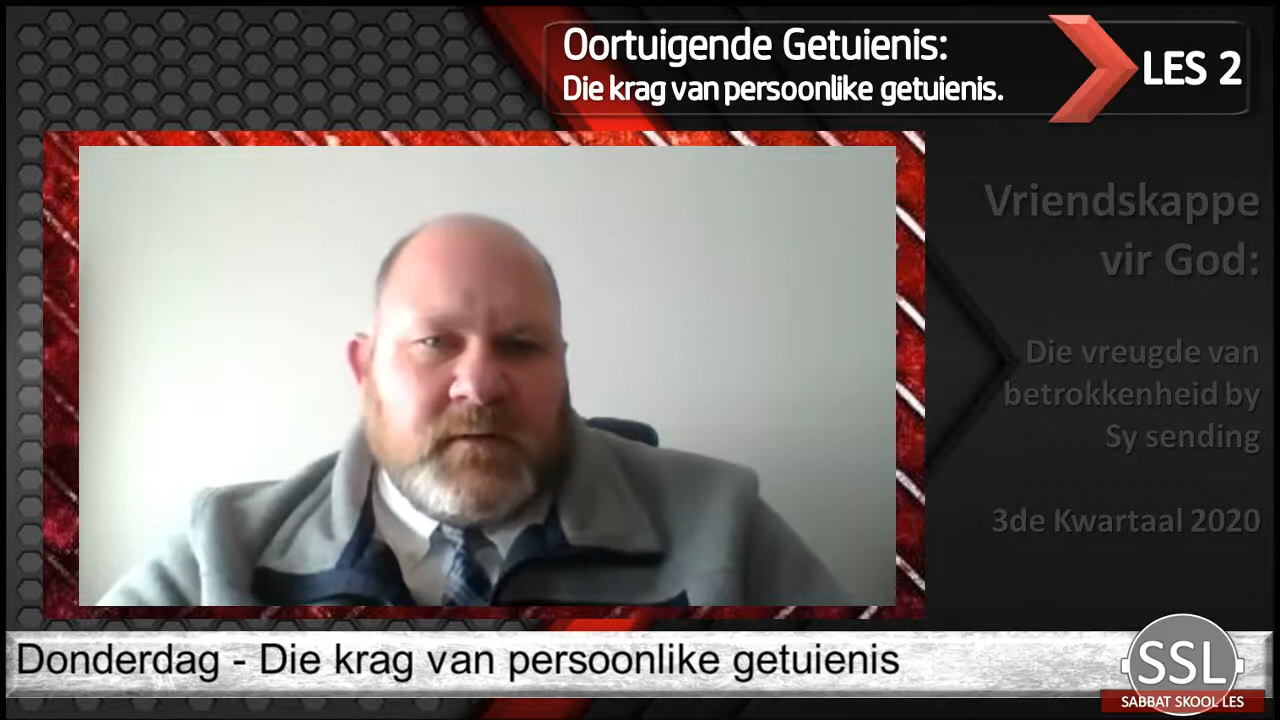 Oortuigende Getuienis:
Die krag van persoonlike getuienis.
LES 2
Vriendskappe
vir God:
Die vreugde van
betrokkenheid by
Sy sending
3de Kwartaal 2020
Donderdag - Die krag van persoonlike getuienis
SSL
SABBAT SKOOL LES